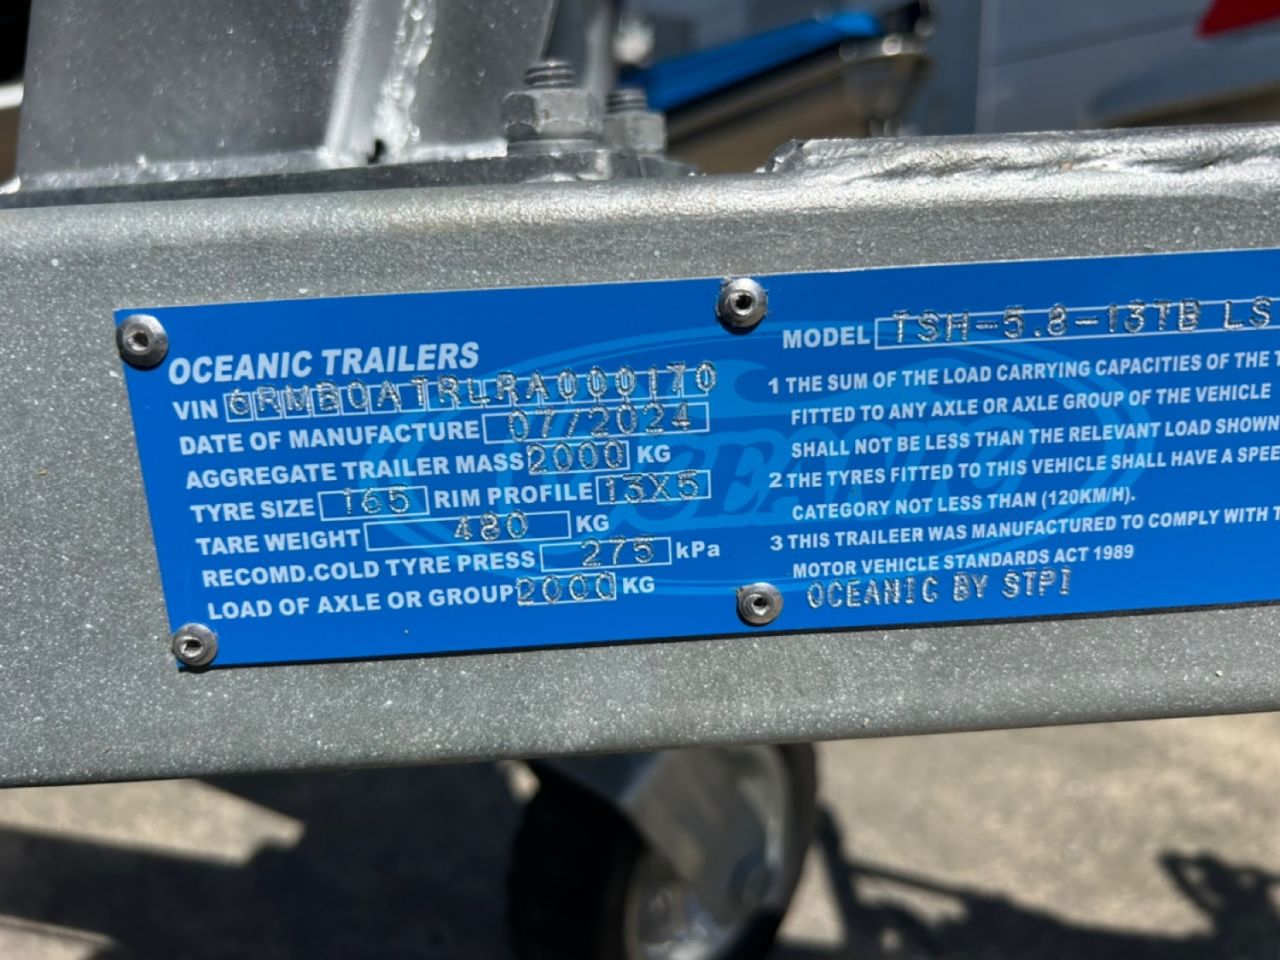 OCEANIC TRAILERS
VIN 6RMBOATRLRA000170
DATE OF MANUFACTURE 07/2024
AGGREGATE TRAILER MASS 2000 KG
TYRE SIZE 165 RIM PROFILE 13X5
TARE WEIGHT 480 KG
RECOMD.COLD TYRE PRESS 275 kPa
LOAD OF AXLE OR GROUP 2000 KG
MODEL TSH-5.8-13TB LS
1 THE SUM OF THE LOAD CARRYING CAPACITIES OF THE
FITTED TO ANY AXLE OR AXLE GROUP OF THE VEHICLE
SHALL NOT BE LESS THAN THE RELEVANT LOAD SHOWN
2 THE TYRES FITTED TO THIS VEHICLE SHALL HAVE A
CATEGORY NOT LESS THAN (120KM/H).
3 THIS TRAILEER WAS MANUFACTURED TO COMPLY WITH
MOTOR VEHICLE STANDARDS ACT 1989
OCEANIC BY STPI
OCEANIC